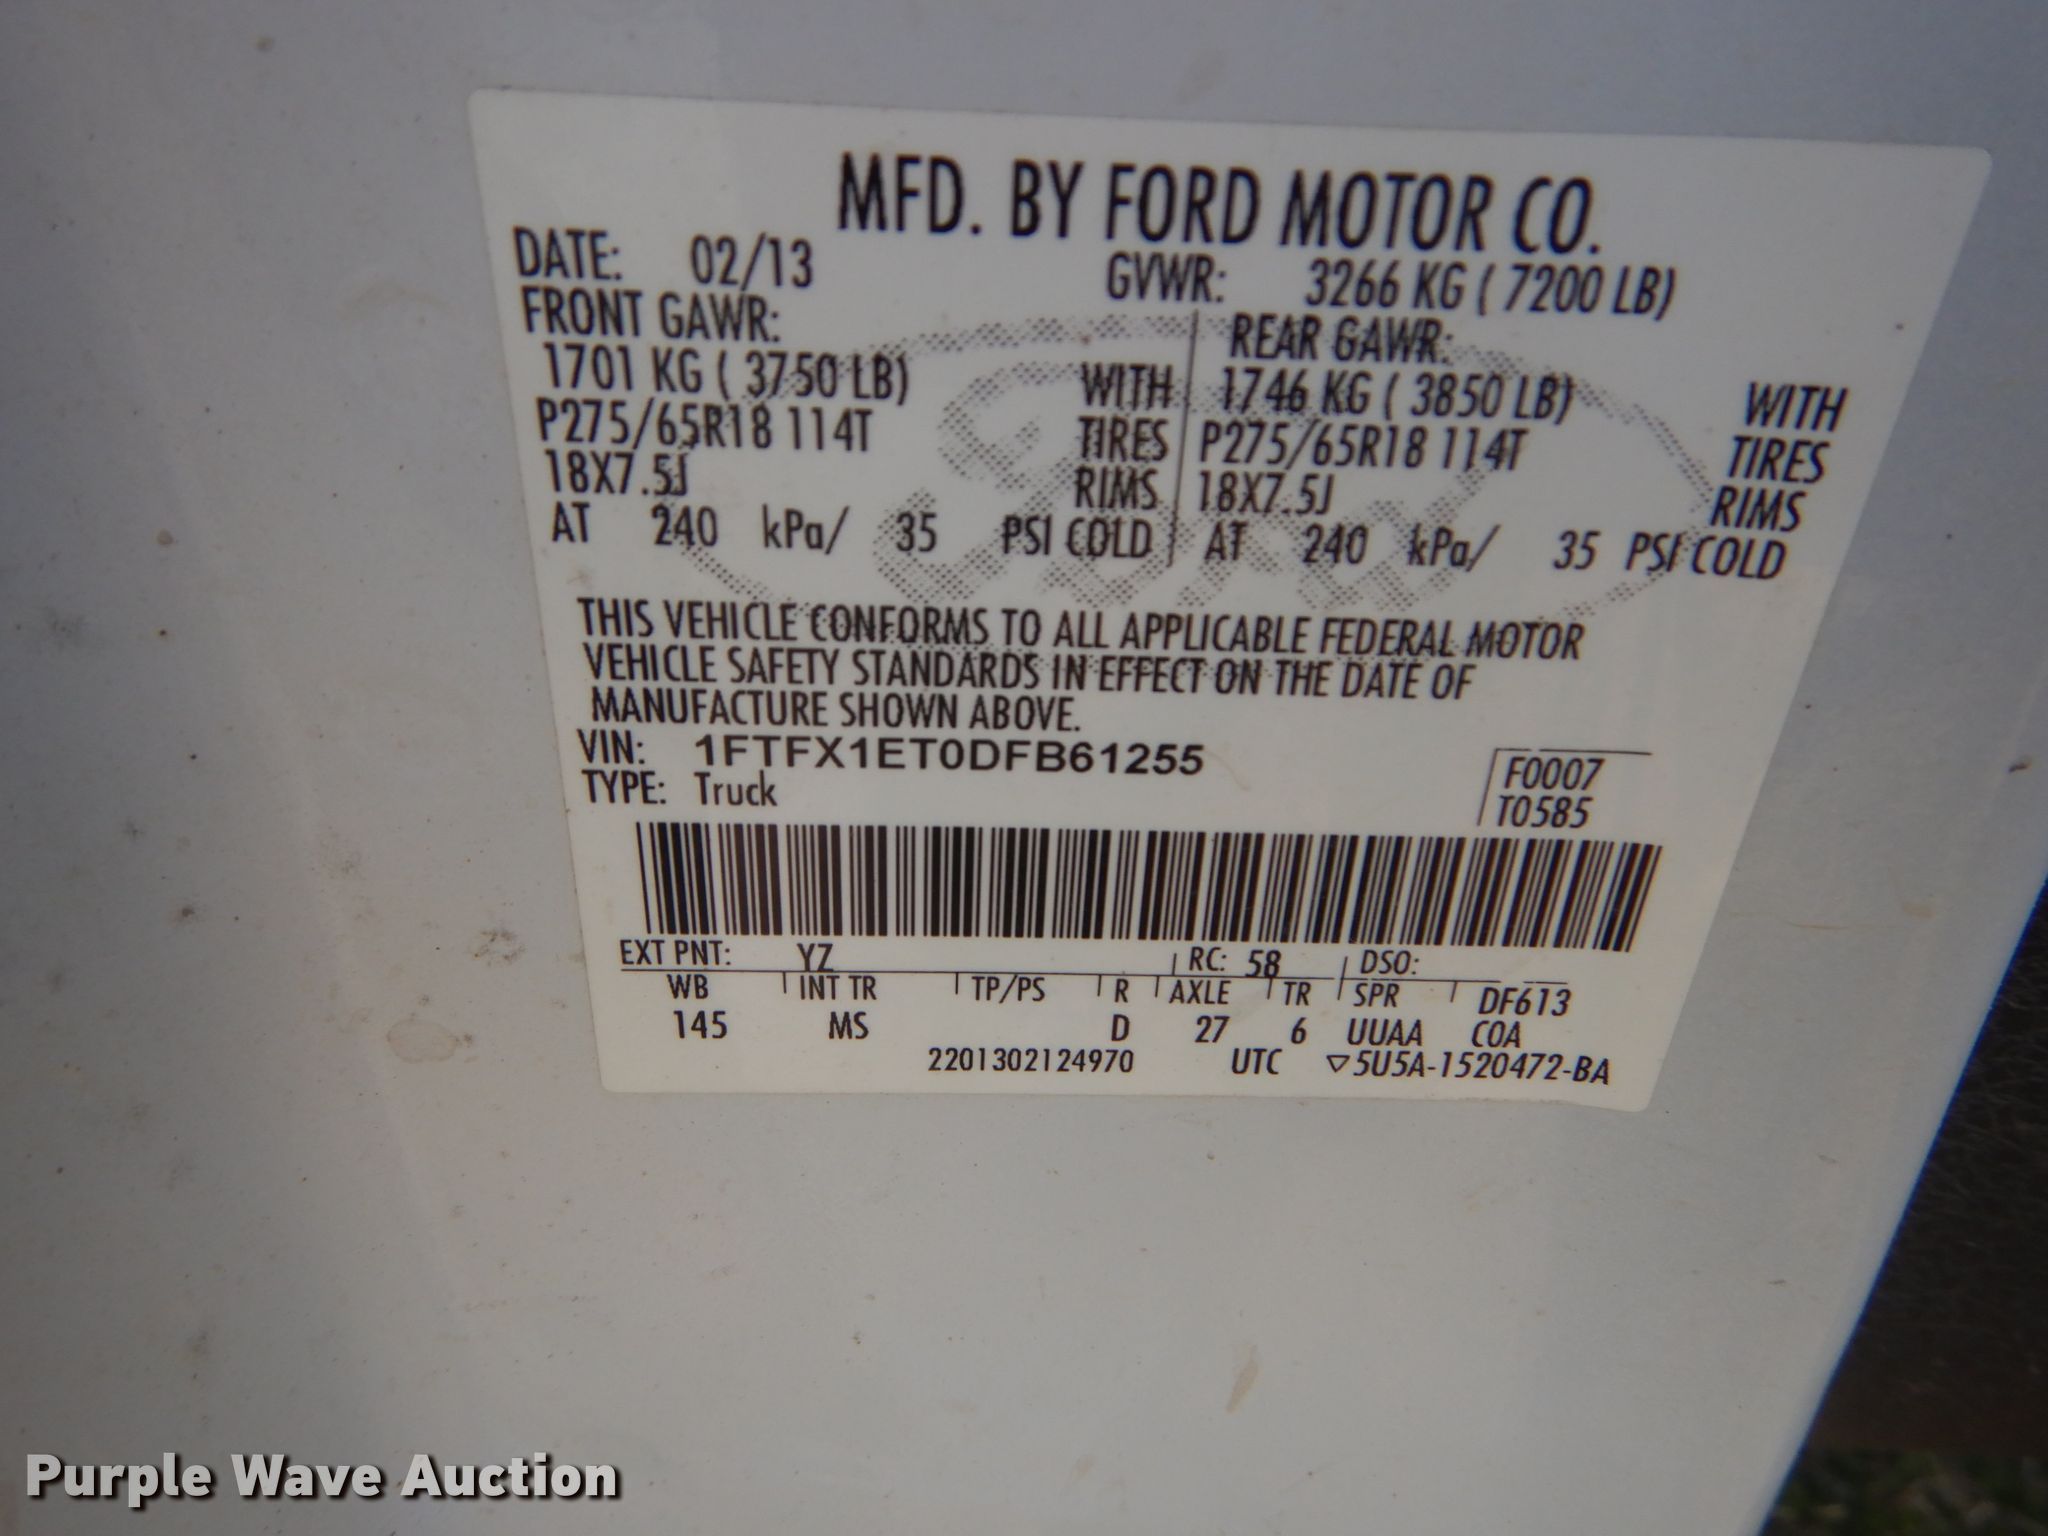 MFD. BY FORD MOTOR CO.
DATE: 02/13 GVWR: 3266 KG ( 7200 LB)
FRONT GAWR: REAR GAWR:
1701 KG ( 3750 LB) WITH 1746 KG ( 3850 LB) WITH
P275/65R18 114T TIRES P275/65R18 114T TIRES
18X7.5J RIMS 18X7.5J RIMS
AT 240 kPa/ 35 PSI COLD AT 240 kPa/ 35 PSI COLD
Ford
THIS VEHICLE CONFORMS TO ALL APPLICABLE FEDERAL MOTOR
VEHICLE SAFETY STANDARDS IN EFFECT ON THE DATE OF
MANUFACTURE SHOWN ABOVE.
VIN: 1FTFX1ET0DFB61255 F0007
TYPE: Truck T0585
EXT PNT: YZ RC: 58 DSO:
WB INT TR TP/PS R AXLE TR SPR DF613
145 MS D 27 6 UUAA COA
2201302124970 UTC ▽5U5A-1520472-BA
Purple Wave Auction